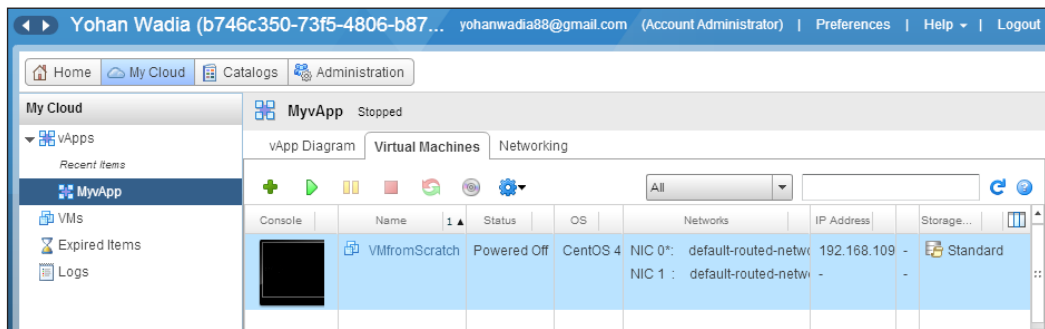 Yohan Wadia (b746c350-73f5-4806-b87... yohanwadia88@gmail.com (Account Administrator) | Preferences | Help | Logout
Home My Cloud Catalogs Administration
My Cloud
MyvApp Stopped
vApps
Recent Items
MyvApp
VMs
Expired Items
Logs
vApp Diagram Virtual Machines Networking
All
Console Name 1 ▲ Status OS Networks IP Address Storage...
VMfromScratch Powered Off CentOS 4 NIC 0*: default-routed-netw 192.168.109 - Standard
NIC 1 : default-routed-netw - -